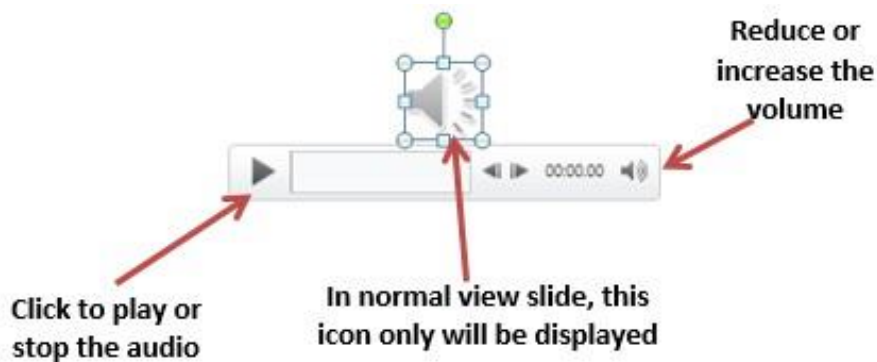 Reduce or
increase the
volume
00:00.00
Click to play or
stop the audio
In normal view slide, this
icon only will be displayed